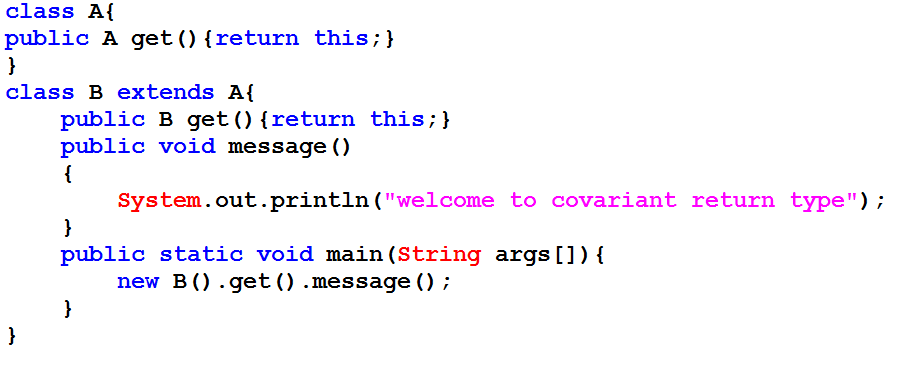 class A{
public A get(){return this;}
}
class B extends A{
    public B get(){return this;}
    public void message()
    {
        System.out.println("welcome to covariant return type");
    }
    public static void main(String args[]){
        new B().get().message();
    }
}